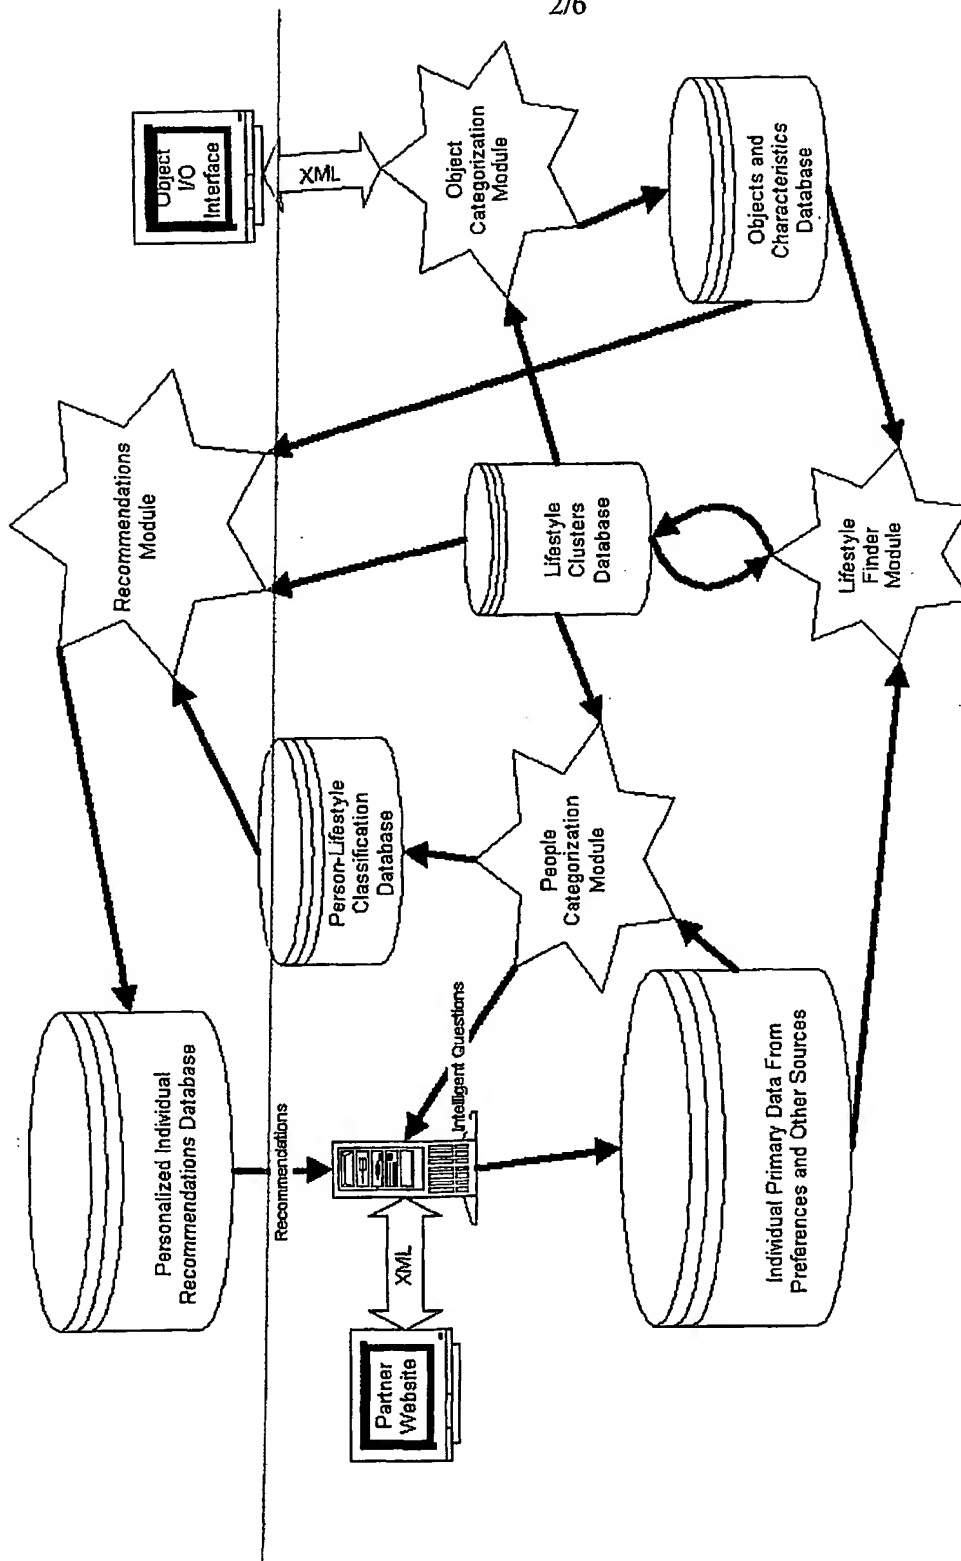 2/6
Object
I/O
Interface
XML
Object
Categorization
Module
Objects and
Characteristics
Database
Recommendations
Module
Lifestyle
Clusters
Database
Lifestyle
Finder
Module
Person-Lifestyle
Classification
Database
People
Categorization
Module
Personalized Individual
Recommendations Database
Recommendations
Intelligent Questions
XML
Partner
Website
Individual Primary Data From
Preferences and Other Sources